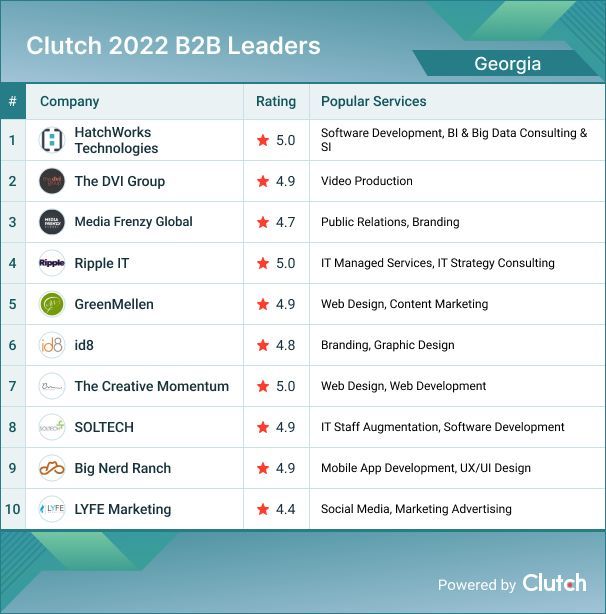 Clutch 2022 B2B Leaders
Georgia
# Company Rating Popular Services
1 HatchWorks Technologies 5.0 Software Development, BI & Big Data Consulting & SI
2 The DVI Group 4.9 Video Production
3 Media Frenzy Global 4.7 Public Relations, Branding
4 Ripple Ripple IT 5.0 IT Managed Services, IT Strategy Consulting
5 GreenMellen 4.9 Web Design, Content Marketing
6 id8 id8 4.8 Branding, Graphic Design
7 The Creative Momentum 5.0 Web Design, Web Development
8 SOLTECH SOLTECH 4.9 IT Staff Augmentation, Software Development
9 Big Nerd Ranch 4.9 Mobile App Development, UX/UI Design
10 LYFE LYFE Marketing 4.4 Social Media, Marketing Advertising
Powered by Clutch